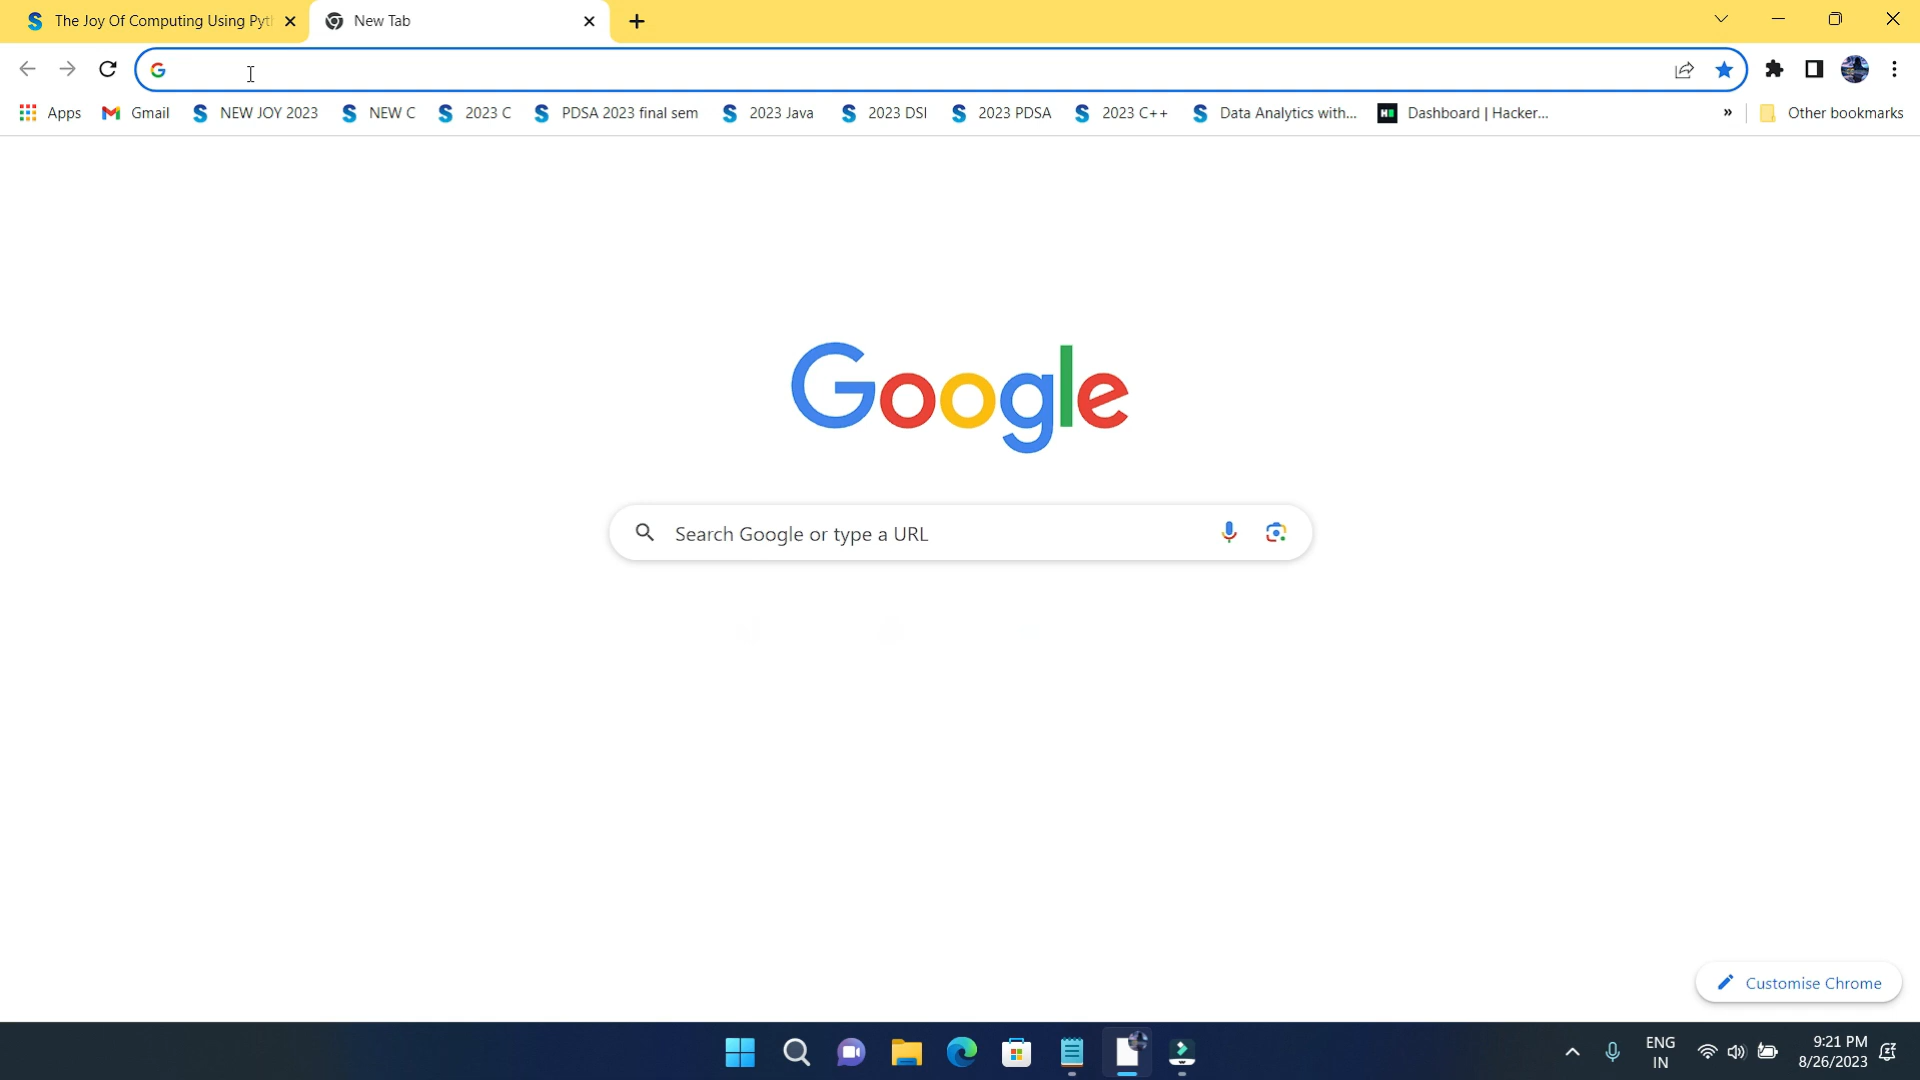 The Joy Of Computing Using Pyt
New Tab
Apps
Gmail
NEW JOY 2023
NEW C
2023 C
PDSA 2023 final sem
2023 Java
2023 DSI
2023 PDSA
2023 C++
Data Analytics with...
Dashboard | Hacker...
»
Other bookmarks
Google
Search Google or type a URL
Customise Chrome
ENG
IN
9:21 PM
8/26/2023